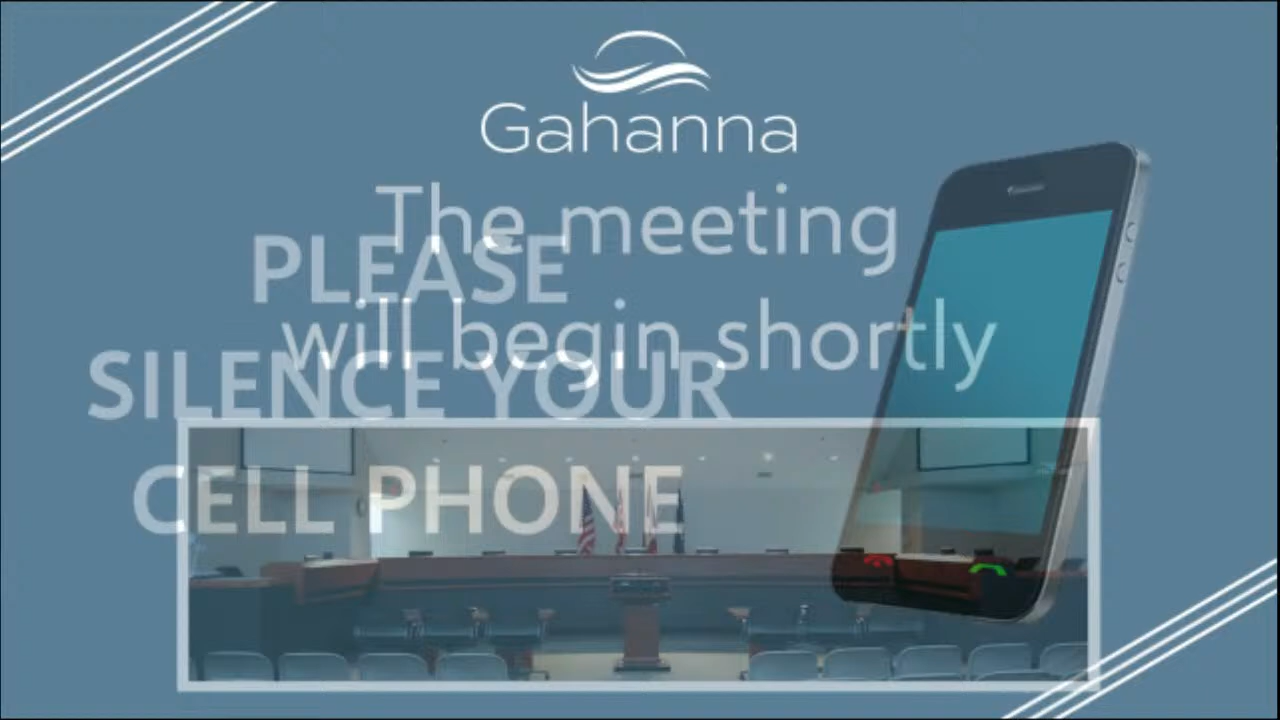 Gahanna
The meeting
will begin shortly
PLEASE
SILENCE YOUR
CELL PHONE